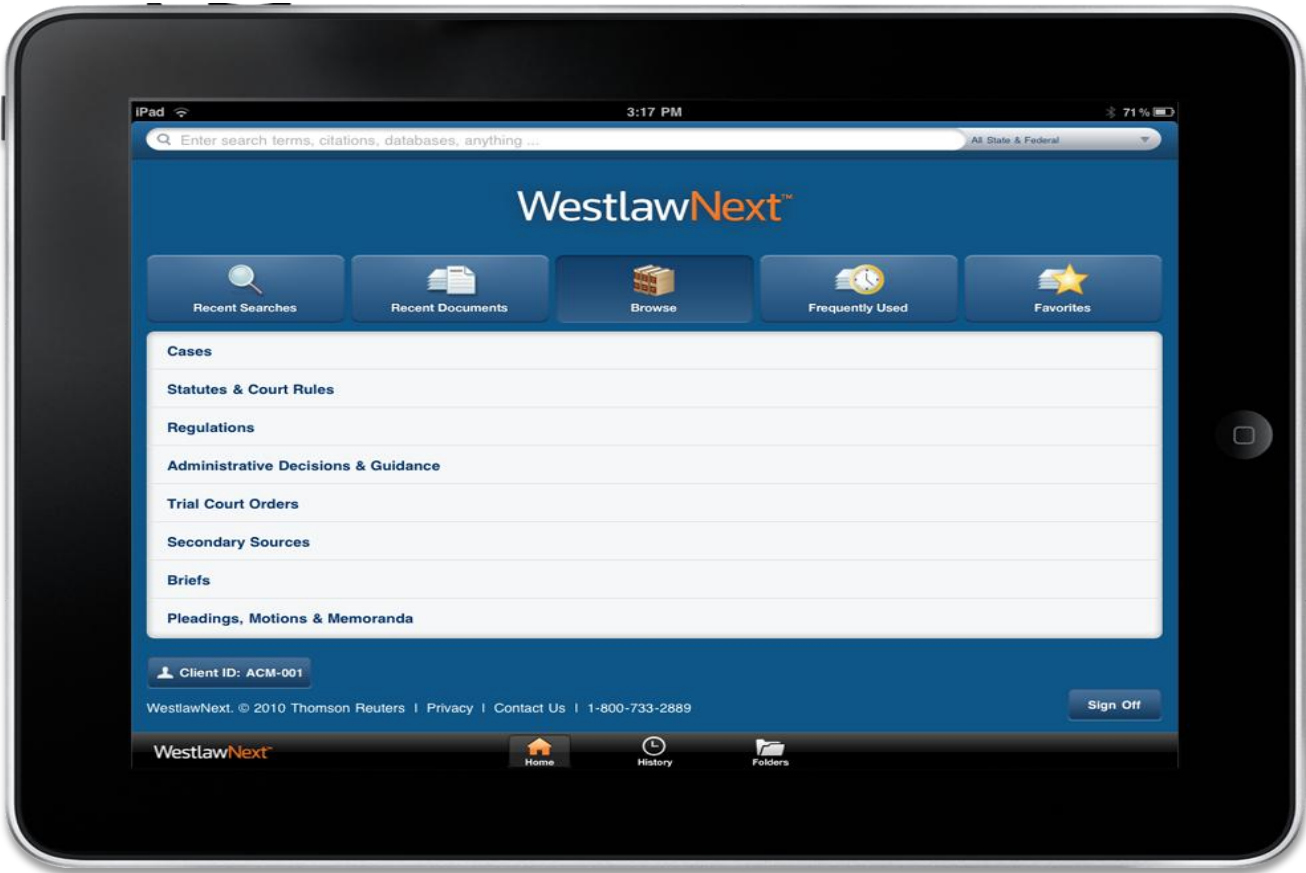 iPad 3:17 PM 71%
Enter search terms, citations, databases, anything ... All State & Federal
WestlawNext™
Recent Searches Recent Documents Browse Frequently Used Favorites
Cases
Statutes & Court Rules
Regulations
Administrative Decisions & Guidance
Trial Court Orders
Secondary Sources
Briefs
Pleadings, Motions & Memoranda
Client ID: ACM-001
WestlawNext. © 2010 Thomson Reuters | Privacy | Contact Us | 1-800-733-2889 Sign Off
WestlawNext™ Home History Folders